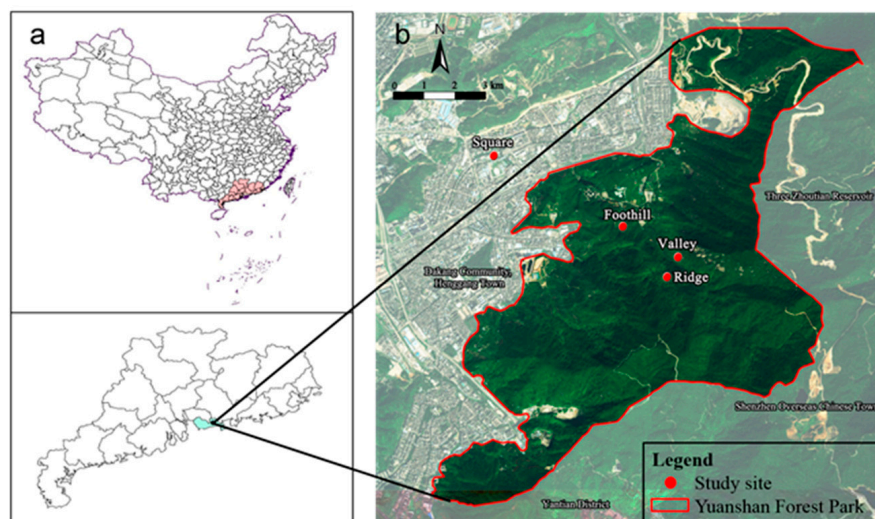 a
b
N
0 1 2 3 km
Square
Foothill
Valley
Ridge
Three Zhoutian Reservoir
Dakang Community,
Henggang Town
Shenzhen Overseas Chinese Town
Yantian District
Legend
Study site
Yuanshan Forest Park